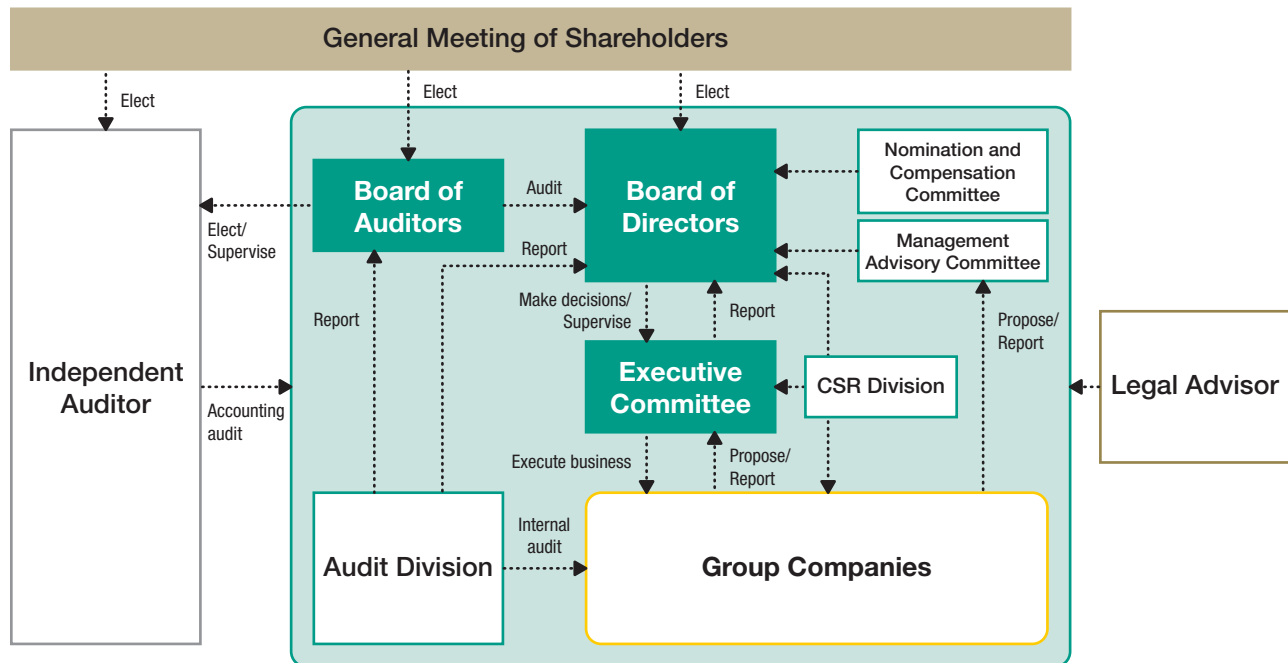 General Meeting of Shareholders
Elect
Elect
Elect
Board of
Auditors
Audit
Board of
Directors
Nomination and
Compensation
Committee
Elect/
Supervise
Report
Management
Advisory Committee
Make decisions/
Supervise
Report
Report
Propose/
Report
Independent
Auditor
Accounting
audit
Executive
Committee
CSR Division
Legal Advisor
Execute business
Propose/
Report
Audit Division
Internal
audit
Group Companies